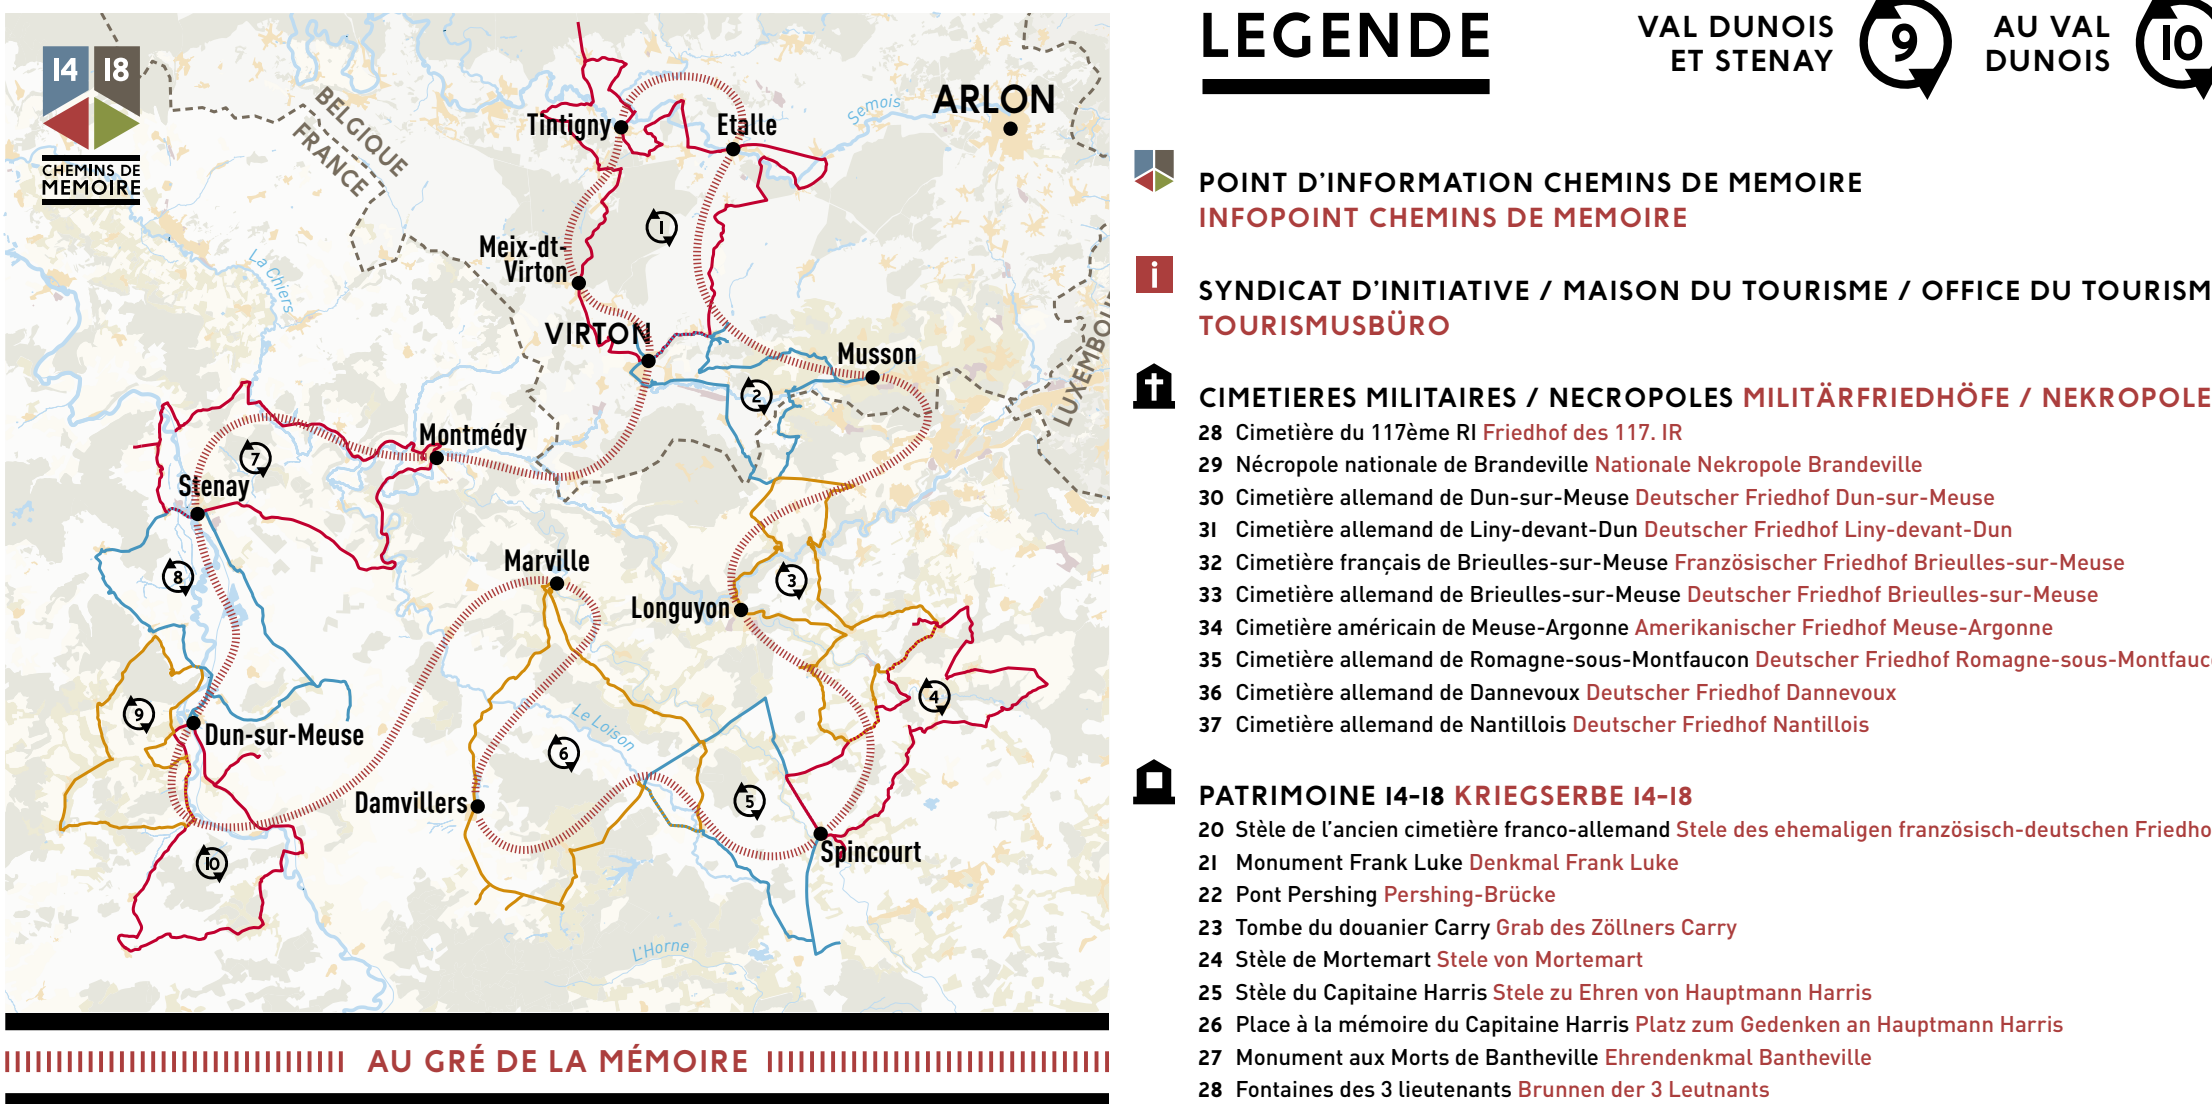 14 18
CHEMINS DE
MEMOIRE
BELGIQUE
FRANCE
Tintigny
Etalle
Semois
ARLON
1
Meix-dt-
Virton
La Chiers
VIRTON
Musson
2
Montmédy
7
Stenay
8
Marville
3
Longuyon
4
9
Dun-sur-Meuse
Le Loison
6
Damvillers
5
Spincourt
10
L'Horne
AU GRÉ DE LA MÉMOIRE
LEGENDE
VAL DUNOIS
ET STENAY
9
AU VAL
DUNOIS
10
POINT D'INFORMATION CHEMINS DE MEMOIRE
INFOPOINT CHEMINS DE MEMOIRE
i
SYNDICAT D'INITIATIVE / MAISON DU TOURISME / OFFICE DU TOURISM
TOURISMUSBÜRO
CIMETIERES MILITAIRES / NECROPOLES MILITÄRFRIEDHÖFE / NEKROPOLE
28 Cimetière du 117ème RI Friedhof des 117. IR
29 Nécropole nationale de Brandeville Nationale Nekropole Brandeville
30 Cimetière allemand de Dun-sur-Meuse Deutscher Friedhof Dun-sur-Meuse
31 Cimetière allemand de Liny-devant-Dun Deutscher Friedhof Liny-devant-Dun
32 Cimetière français de Brieulles-sur-Meuse Französischer Friedhof Brieulles-sur-Meuse
33 Cimetière allemand de Brieulles-sur-Meuse Deutscher Friedhof Brieulles-sur-Meuse
34 Cimetière américain de Meuse-Argonne Amerikanischer Friedhof Meuse-Argonne
35 Cimetière allemand de Romagne-sous-Montfaucon Deutscher Friedhof Romagne-sous-Montfauc
36 Cimetière allemand de Dannevoux Deutscher Friedhof Dannevoux
37 Cimetière allemand de Nantillois Deutscher Friedhof Nantillois
PATRIMOINE 14-18 KRIEGSERBE 14-18
20 Stèle de l'ancien cimetière franco-allemand Stele des ehemaligen französisch-deutschen Friedho
21 Monument Frank Luke Denkmal Frank Luke
22 Pont Pershing Pershing-Brücke
23 Tombe du douanier Carry Grab des Zöllners Carry
24 Stèle de Mortemart Stele von Mortemart
25 Stèle du Capitaine Harris Stele zu Ehren von Hauptmann Harris
26 Place à la mémoire du Capitaine Harris Platz zum Gedenken an Hauptmann Harris
27 Monument aux Morts de Bantheville Ehrendenkmal Bantheville
28 Fontaines des 3 lieutenants Brunnen der 3 Leutnants